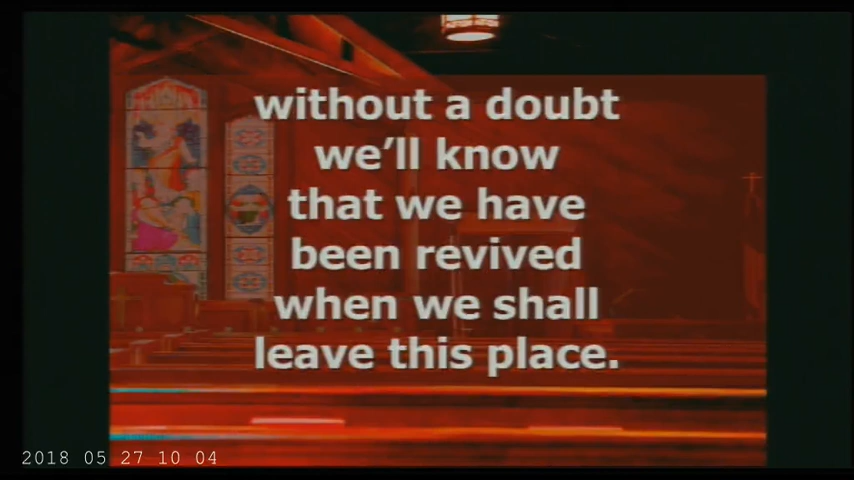 without a doubt
we'll know
that we have
been revived
when we shall
leave this place.
2018 05 27 10 04